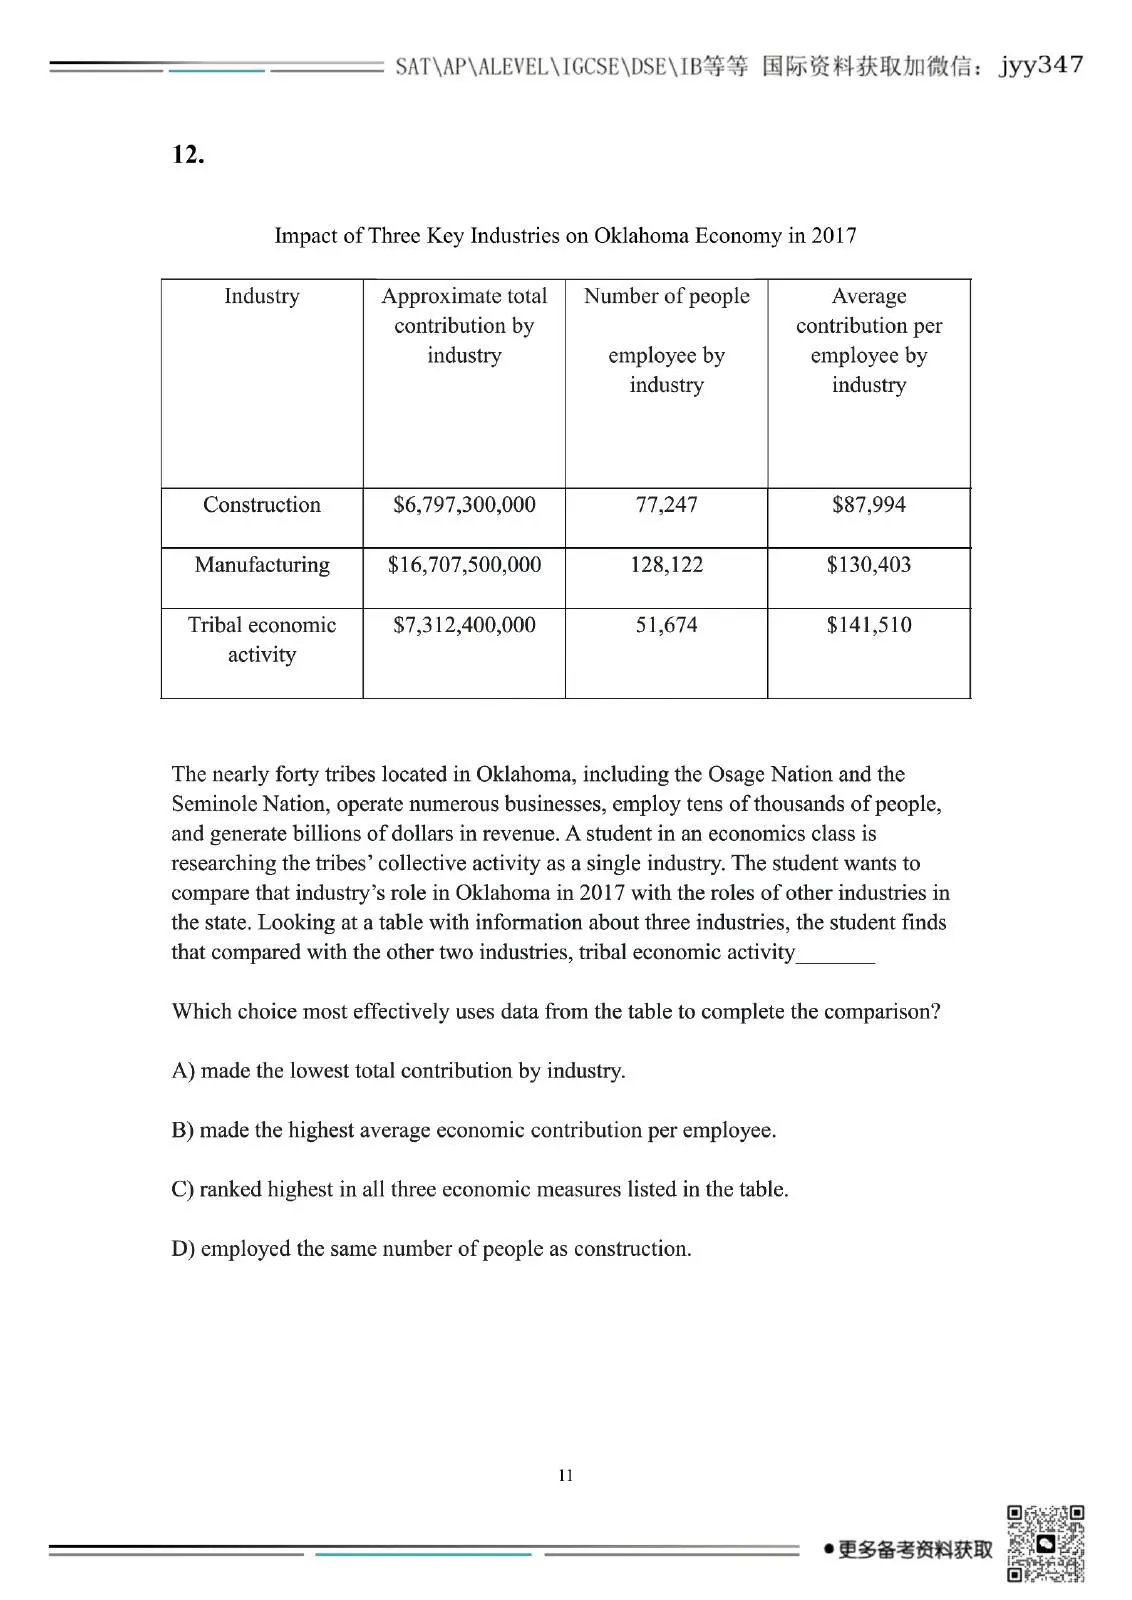 SAT\AP\ALEVEL\IGCSE\DSE\IB等等 国际资料获取加微信：jyy347
12.
Impact of Three Key Industries on Oklahoma Economy in 2017
Industry
Approximate total
contribution by
industry
Number of people
employee by
industry
Average
contribution per
employee by
industry
Construction
$6,797,300,000
77,247
$87,994
Manufacturing
$16,707,500,000
128,122
$130,403
Tribal economic
activity
$7,312,400,000
51,674
$141,510
The nearly forty tribes located in Oklahoma, including the Osage Nation and the
Seminole Nation, operate numerous businesses, employ tens of thousands of people,
and generate billions of dollars in revenue. A student in an economics class is
researching the tribes’ collective activity as a single industry. The student wants to
compare that industry’s role in Oklahoma in 2017 with the roles of other industries in
the state. Looking at a table with information about three industries, the student finds
that compared with the other two industries, tribal economic activity_______
Which choice most effectively uses data from the table to complete the comparison?
A) made the lowest total contribution by industry.
B) made the highest average economic contribution per employee.
C) ranked highest in all three economic measures listed in the table.
D) employed the same number of people as construction.
11
●更多备考资料获取